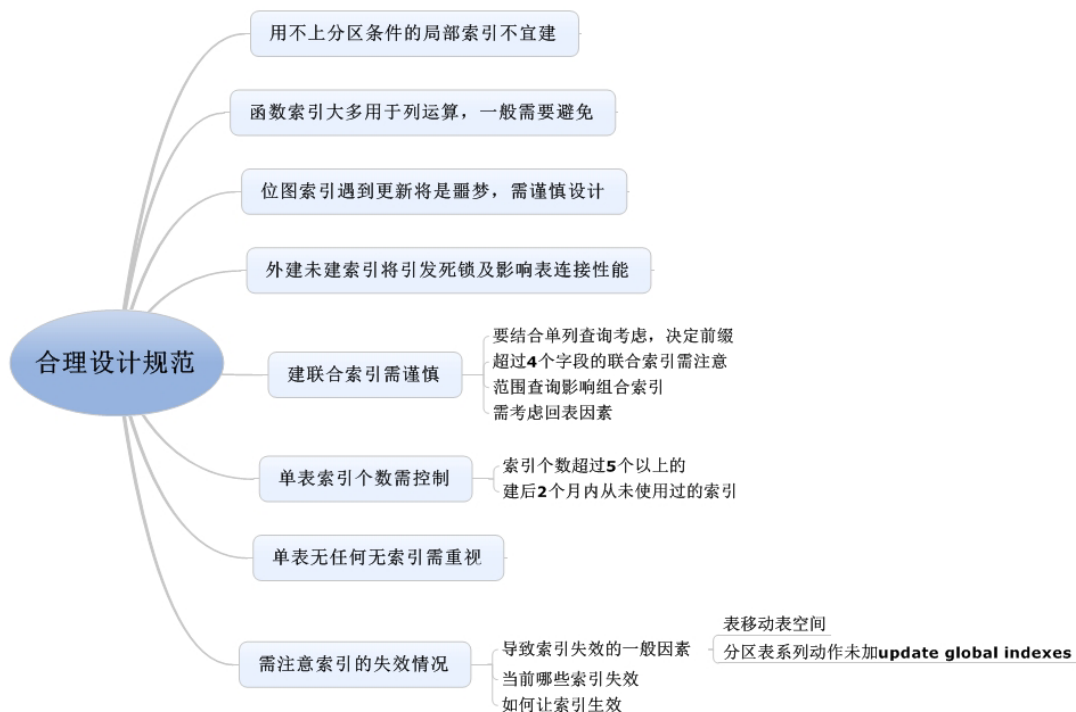 用不上分区条件的局部索引不宜建
函数索引大多用于列运算，一般需要避免
位图索引遇到更新将是噩梦，需谨慎设计
外建未建索引将引发死锁及影响表连接性能
合理设计规范
建联合索引需谨慎
要结合单列查询考虑，决定前缀
超过4个字段的联合索引需注意
范围查询影响组合索引
需考虑回表因素
单表索引个数需控制
索引个数超过5个以上的
建后2个月内从未使用过的索引
单表无任何无索引需重视
需注意索引的失效情况
导致索引失效的一般因素
表移动表空间
分区表系列动作未加update global indexes
当前哪些索引失效
如何让索引生效